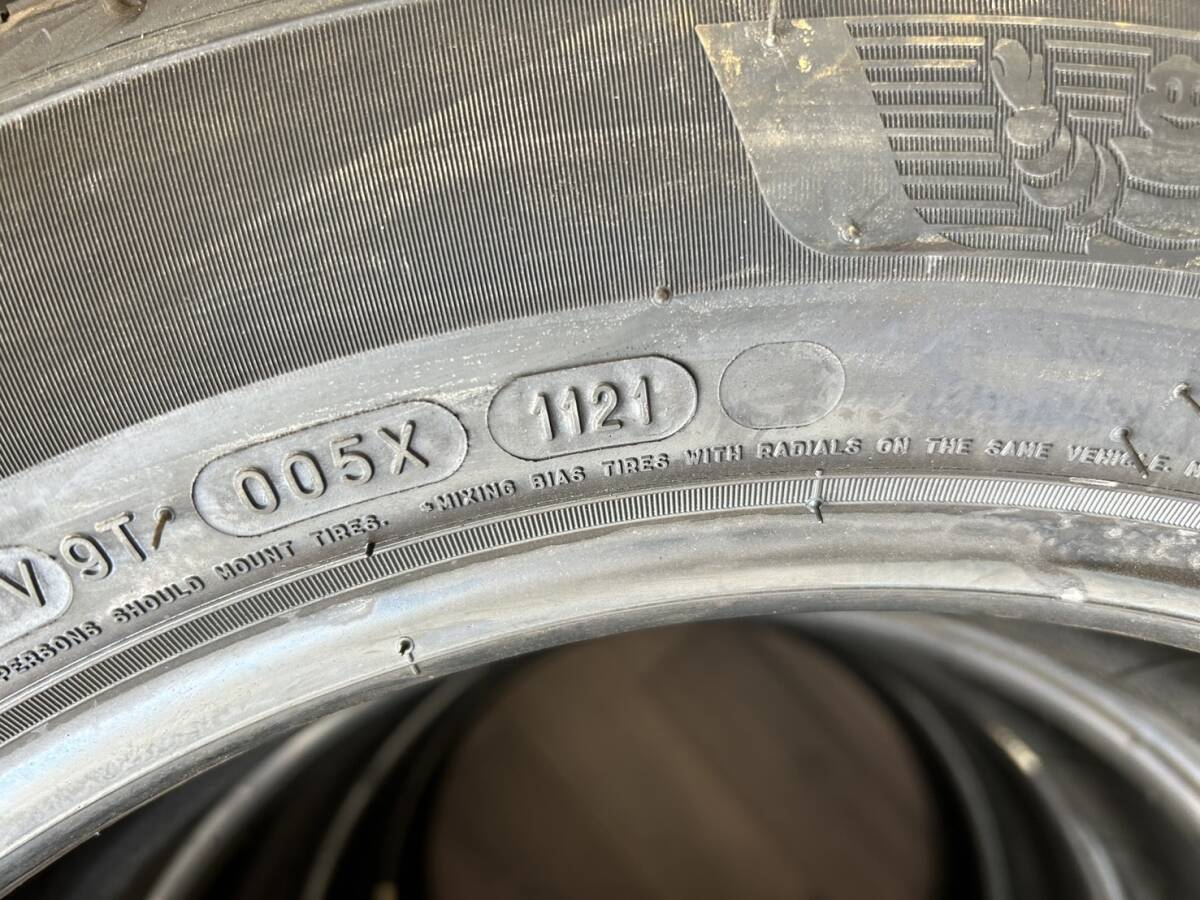 V 9T 005X 1121
PERSONS SHOULD MOUNT TIRES. •MIXING BIAS TIRES WITH RADIALS ON THE SAME VEHICLE.